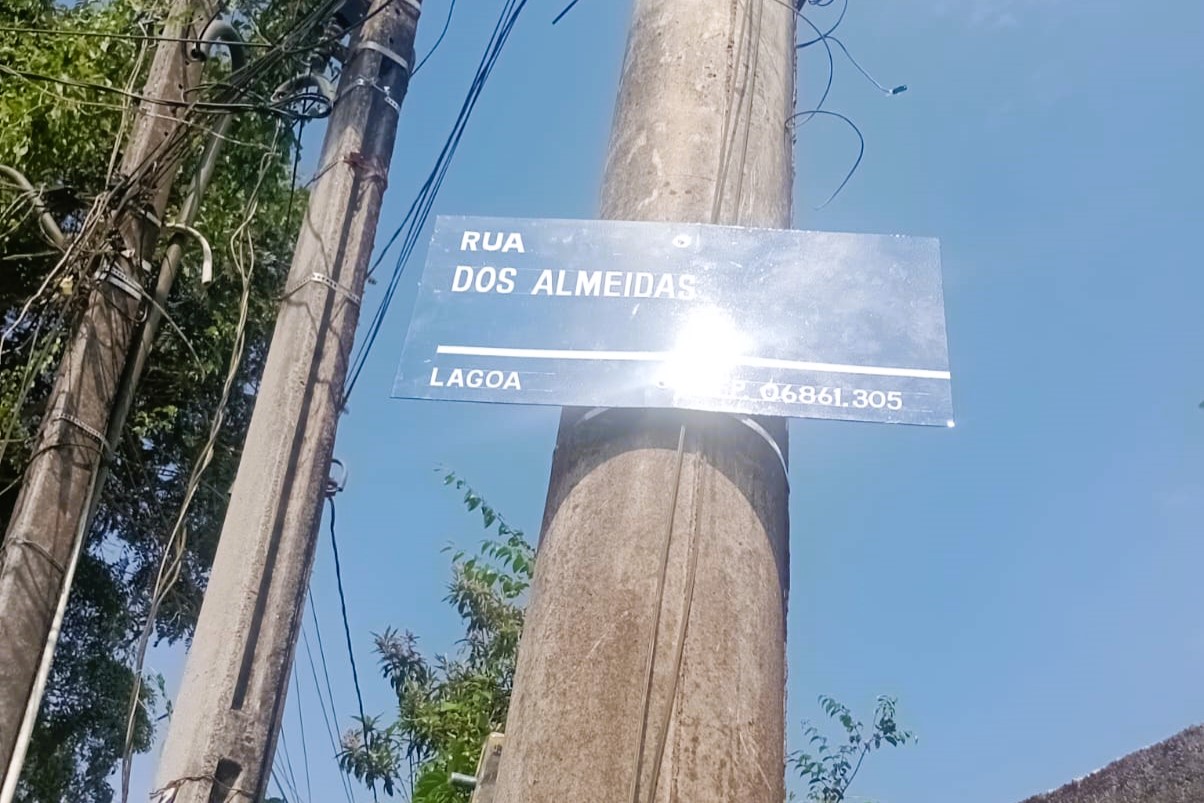 RUA
DOS ALMEIDAS
LAGOA 06861.305